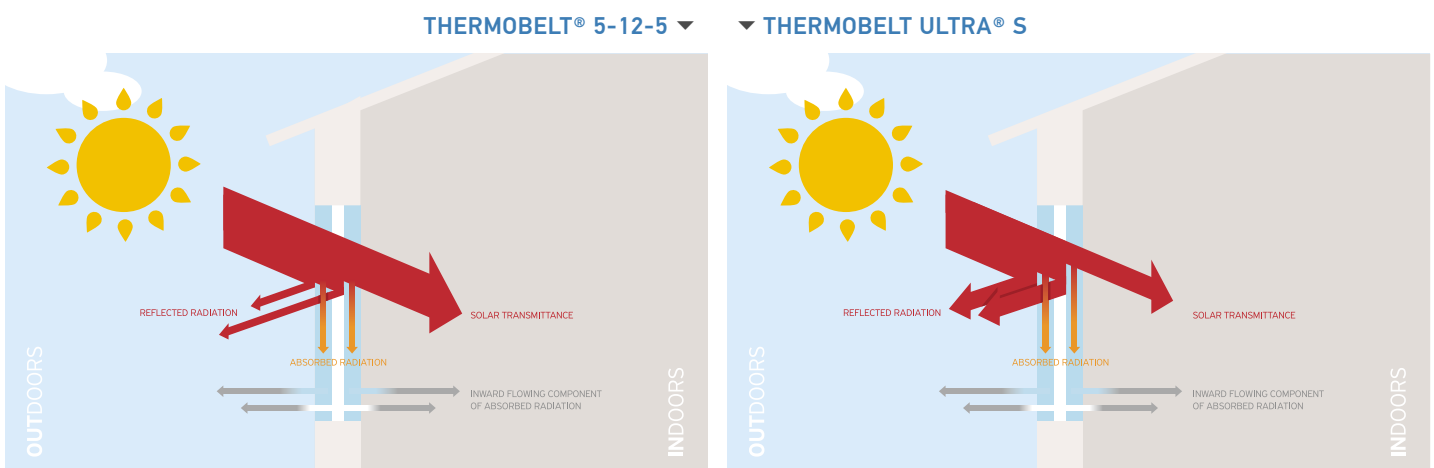 THERMOBELT® 5-12-5
THERMOBELT ULTRA® S
REFLECTED RADIATION
SOLAR TRANSMITTANCE
ABSORBED RADIATION
INWARD FLOWING COMPONENT
OF ABSORBED RADIATION
OUTDOORS
INDOORS
REFLECTED RADIATION
SOLAR TRANSMITTANCE
ABSORBED RADIATION
INWARD FLOWING COMPONENT
OF ABSORBED RADIATION
OUTDOORS
INDOORS